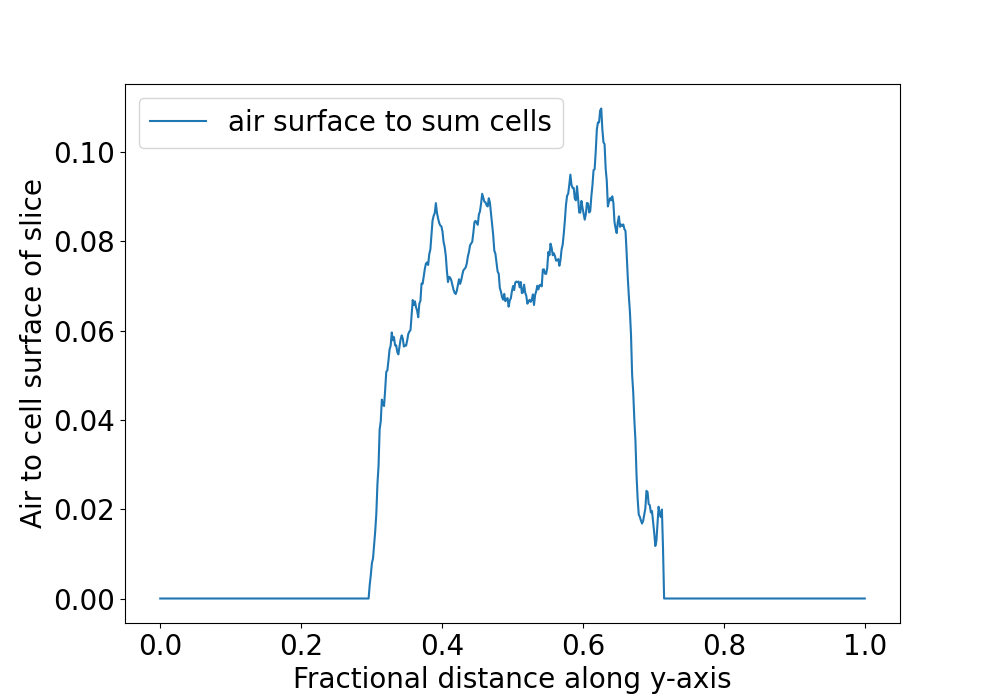 air surface to sum cells
Air to cell surface of slice
0.10
0.08
0.06
0.04
0.02
0.00
0.0 0.2 0.4 0.6 0.8 1.0
Fractional distance along y-axis